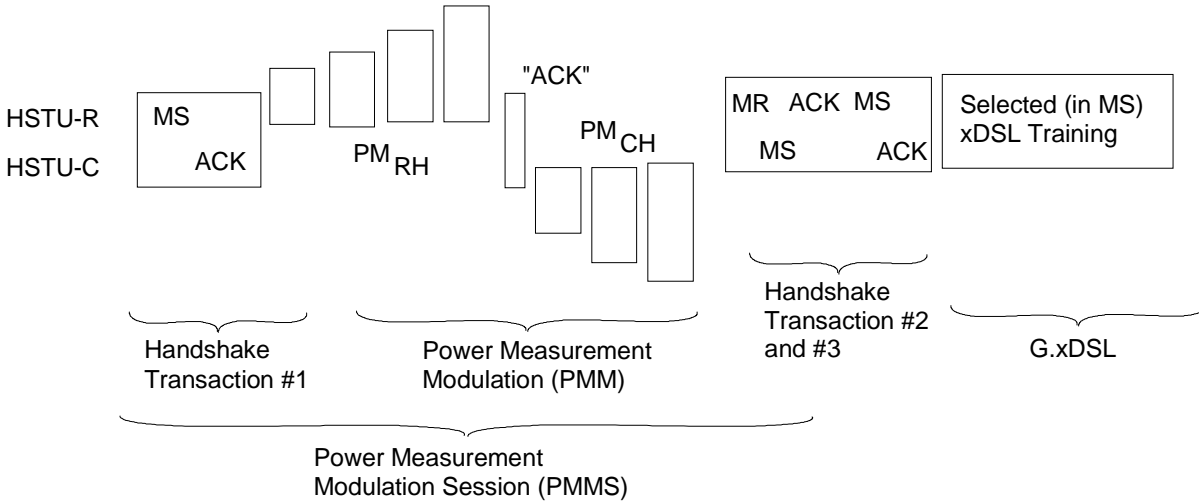 "ACK"
HSTU-R
MS
MR ACK MS
Selected (in MS)
xDSL Training
HSTU-C
ACK
PM RH
PM CH
MS ACK
Handshake
Transaction #1
Power Measurement
Modulation (PMM)
Handshake
Transaction #2
and #3
G.xDSL
Power Measurement
Modulation Session (PMMS)